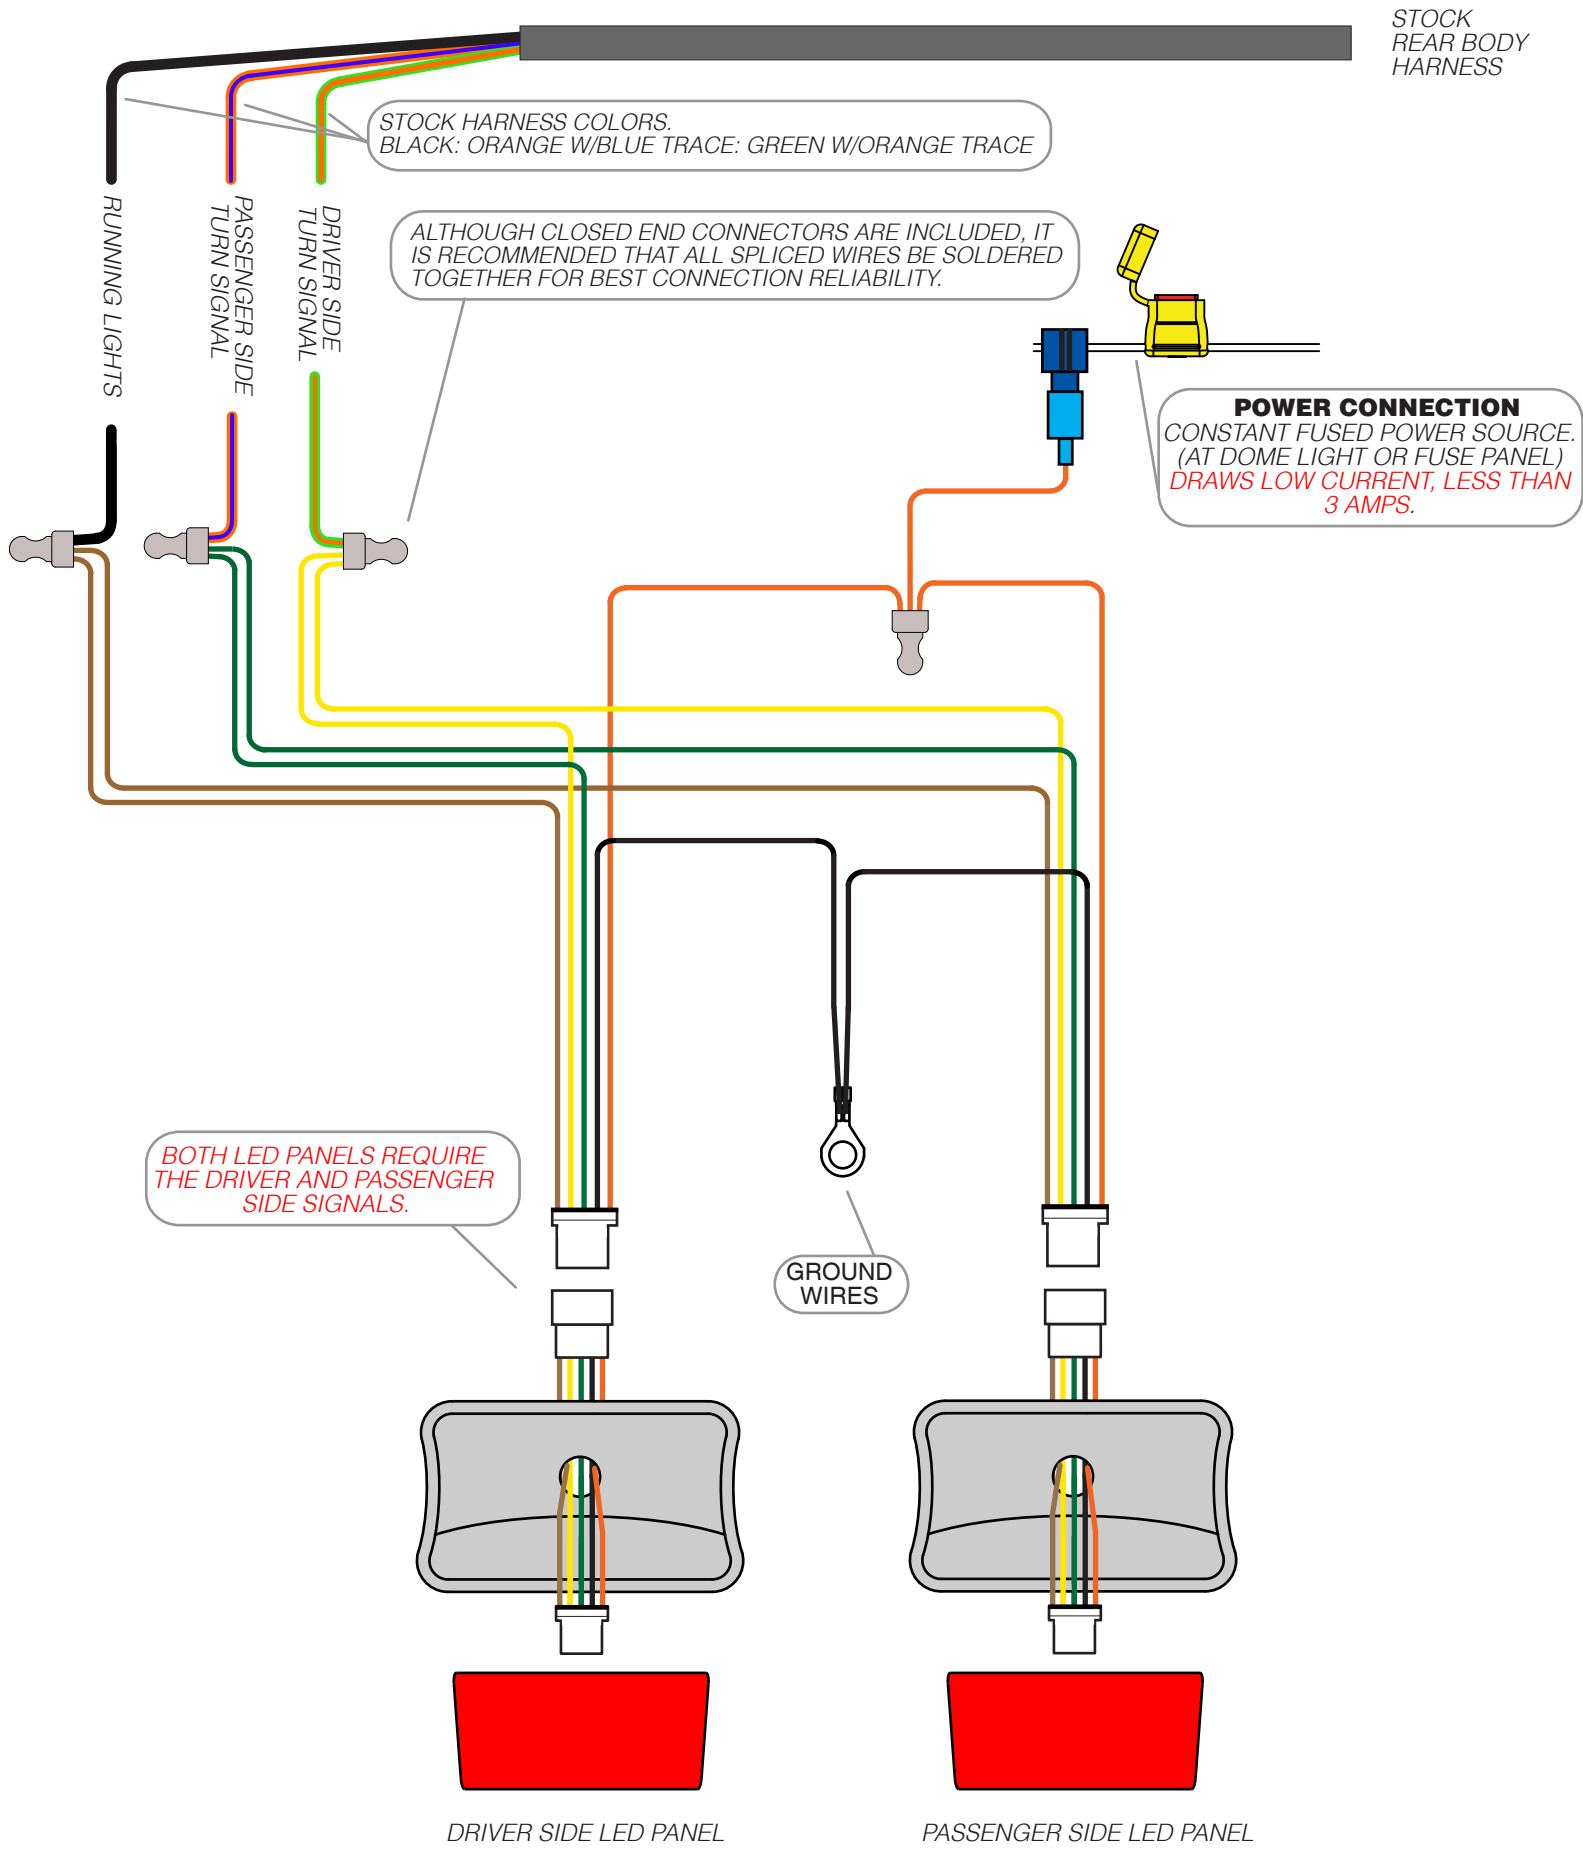 STOCK
REAR BODY
HARNESS
STOCK HARNESS COLORS.
BLACK: ORANGE W/BLUE TRACE: GREEN W/ORANGE TRACE
RUNNING LIGHTS
PASSENGER SIDE
TURN SIGNAL
DRIVER SIDE
TURN SIGNAL
ALTHOUGH CLOSED END CONNECTORS ARE INCLUDED, IT
IS RECOMMENDED THAT ALL SPLICED WIRES BE SOLDERED
TOGETHER FOR BEST CONNECTION RELIABILITY.
POWER CONNECTION
CONSTANT FUSED POWER SOURCE.
(AT DOME LIGHT OR FUSE PANEL)
DRAWS LOW CURRENT, LESS THAN
3 AMPS.
BOTH LED PANELS REQUIRE
THE DRIVER AND PASSENGER
SIDE SIGNALS.
GROUND
WIRES
DRIVER SIDE LED PANEL
PASSENGER SIDE LED PANEL